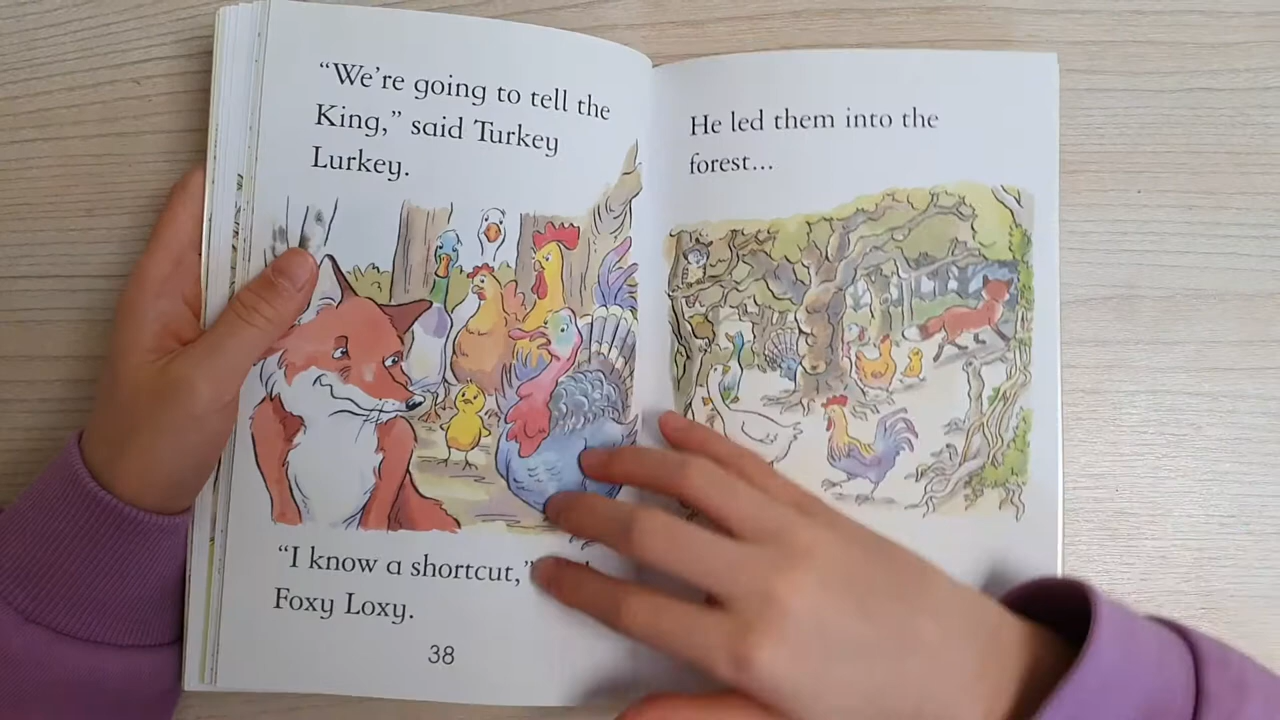 “We’re going to tell the
King,” said Turkey
Lurkey.
“I know a shortcut,”
Foxy Loxy.
38
He led them into the
forest...